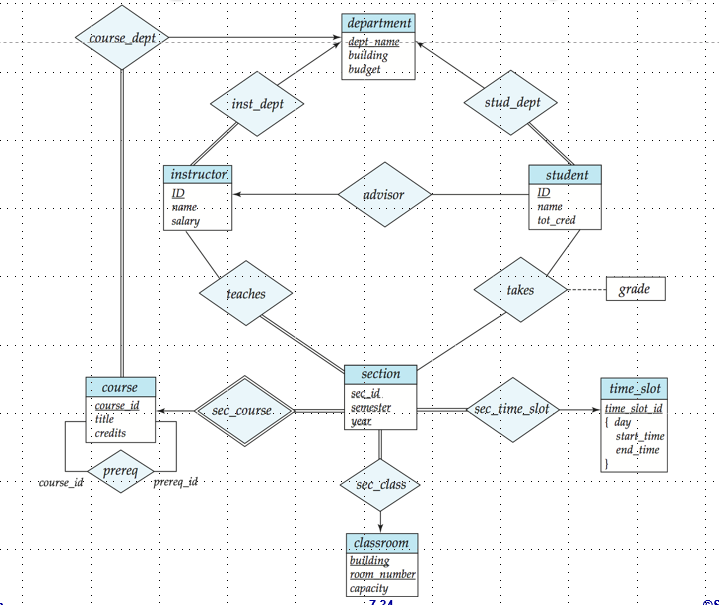 department
course_dept
dept_name
building
budget
inst_dept
stud_dept
instructor
student
ID
name
salary
advisor
ID
name
tot_cred
teaches
takes
grade
section
course
time_slot
sec_id
semester
year
course_id
title
credits
sec_course
sec_time_slot
time_slot_id
{ day
start_time
end_time
}
prereq
course_id
prereq_id
sec_class
classroom
building
room_number
capacity
7.24